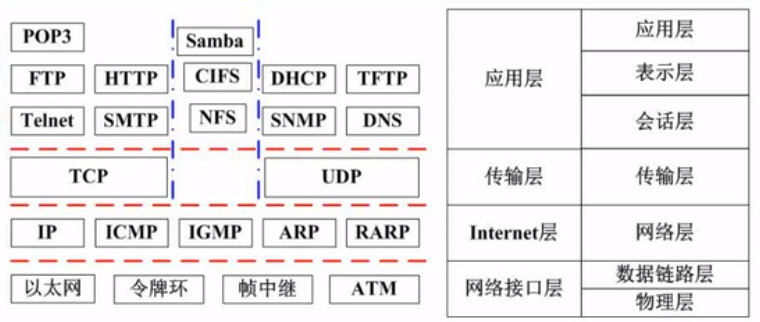 POP3
Samba
FTP
HTTP
CIFS
DHCP
TFTP
Telnet
SMTP
NFS
SNMP
DNS
TCP
UDP
IP
ICMP
IGMP
ARP
RARP
以太网
令牌环
帧中继
ATM
应用层
传输层
Internet层
网络接口层
应用层
表示层
会话层
传输层
网络层
数据链路层
物理层